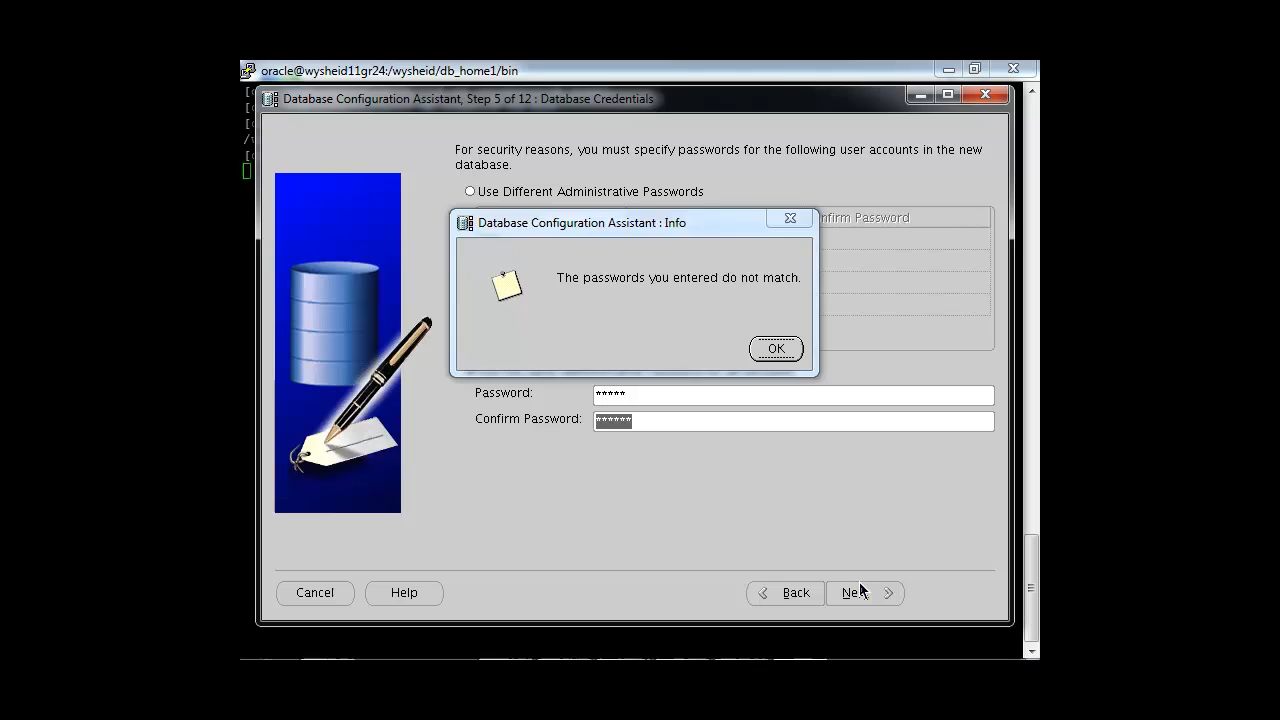 oracle@wysheid11gr24:/wysheid/db_home1/bin
Database Configuration Assistant, Step 5 of 12 : Database Credentials
For security reasons, you must specify passwords for the following user accounts in the new
database.
Use Different Administrative Passwords
Password
Database Configuration Assistant : Info
The passwords you entered do not match.
OK
Password: *****
Confirm Password: ******
Cancel
Help
Back